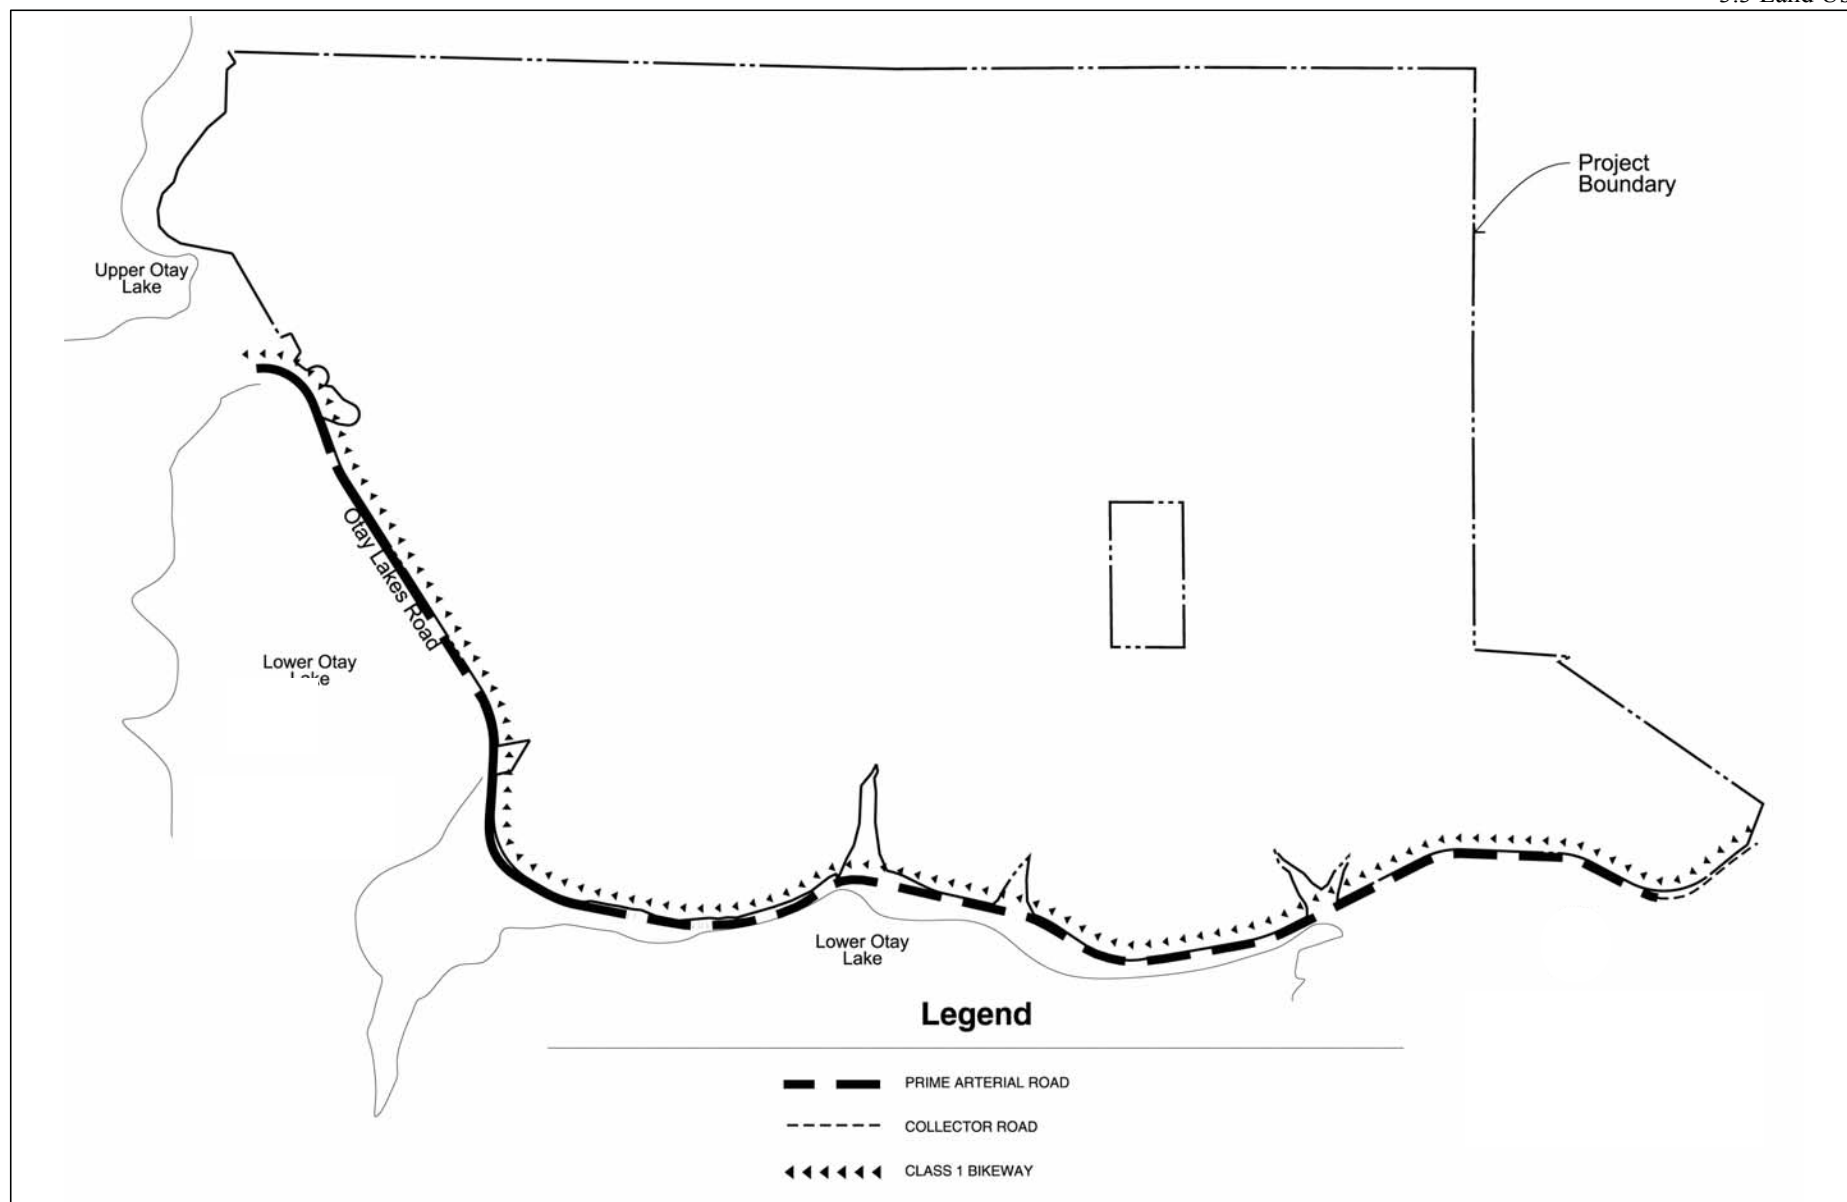 Project
Boundary
Upper Otay
Lake
Otay Lakes Road
Lower Otay
Lake
Lower Otay
Lake
Legend
PRIME ARTERIAL ROAD
COLLECTOR ROAD
CLASS 1 BIKEWAY